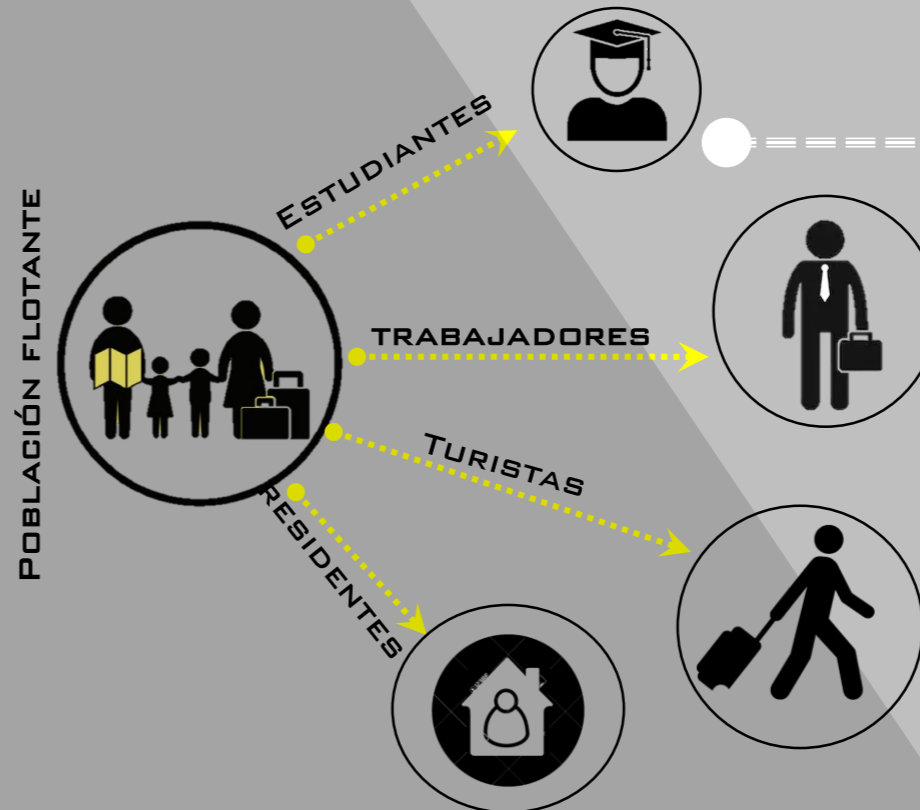 POBLACIÓN FLOTANTE
ESTUDIANTES
TRABAJADORES
TURISTAS
RESIDENTES